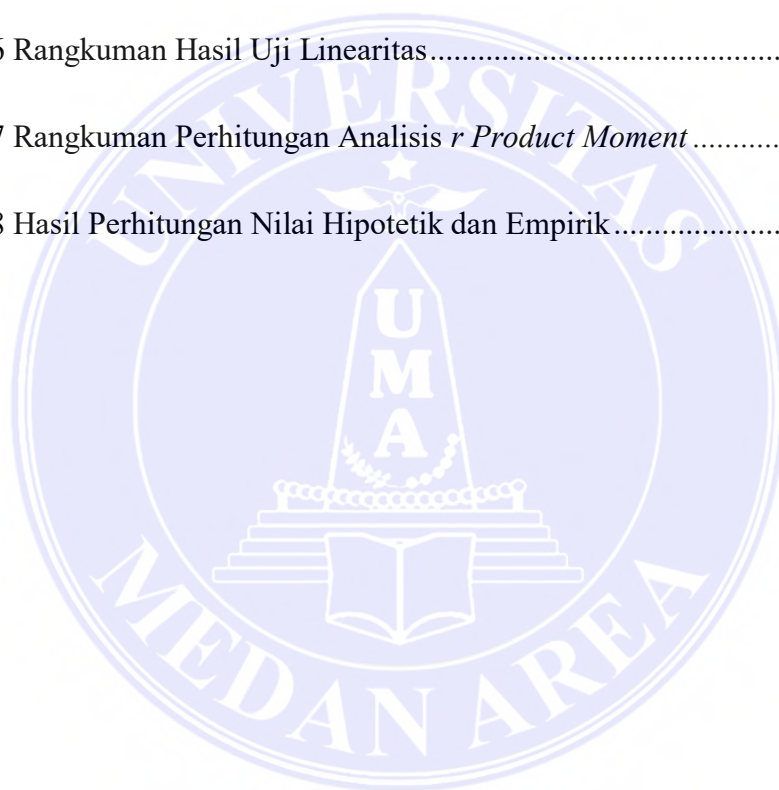 6 Rangkuman Hasil Uji Linearitas............................................
7 Rangkuman Perhitungan Analisis r Product Moment...........
8 Hasil Perhitungan Nilai Hipotetik dan Empirik.....................
UNIVERSITAS
U
M
A
MEDAN AREA